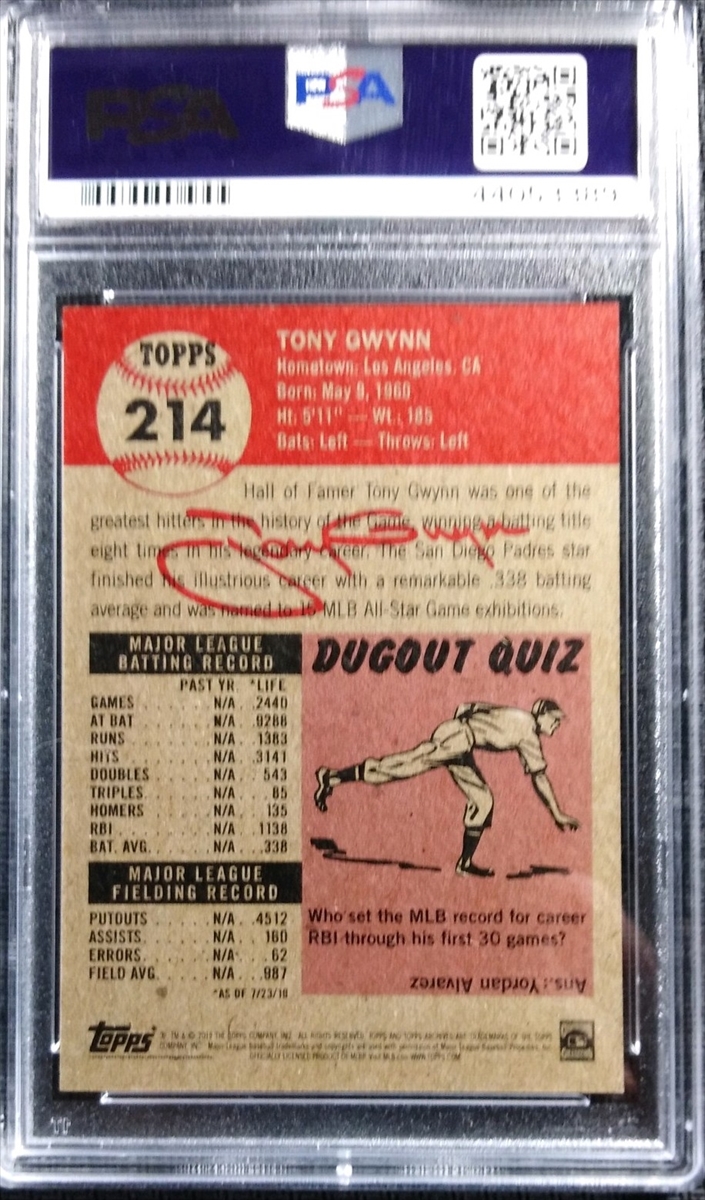 PSA
PSA
TOPPS
214
TONY GWYNN
Hometown: Los Angeles, CA
Born: May 9, 1960
Ht: 5'11" — Wt.: 185
Bats: Left — Throws: Left
Hall of Famer Tony Gwynn was one of the
greatest hitters in the history of the Game, winning a batting title
eight times in his legendary career. The San Diego Padres star
finished his illustrious career with a remarkable .338 batting
average and was named to 15 MLB All-Star Game exhibitions.
Tony Gwynn
MAJOR LEAGUE
BATTING RECORD
PAST YR. *LIFE
GAMES . . . . . . . N/A . .2440
AT BAT . . . . . . . N/A . .9288
RUNS . . . . . . . N/A . .1383
HITS . . . . . . . N/A . .3141
DOUBLES . . . . . . . N/A . . 543
TRIPLES . . . . . . . N/A . . . 85
HOMERS . . . . . . . N/A . . 135
RBI . . . . . . . N/A . .1138
BAT. AVG. . . . . . . N/A . . .338
MAJOR LEAGUE
FIELDING RECORD
PUTOUTS . . . . . . N/A . .4512
ASSISTS . . . . . . N/A . . 160
ERRORS . . . . . . N/A . . . 62
FIELD AVG. . . . . . N/A . . .987
DUGOUT QUIZ
Who set the MLB record for career
RBI through his first 30 games?
Ans.: Yordan Alvarez
TOPPS